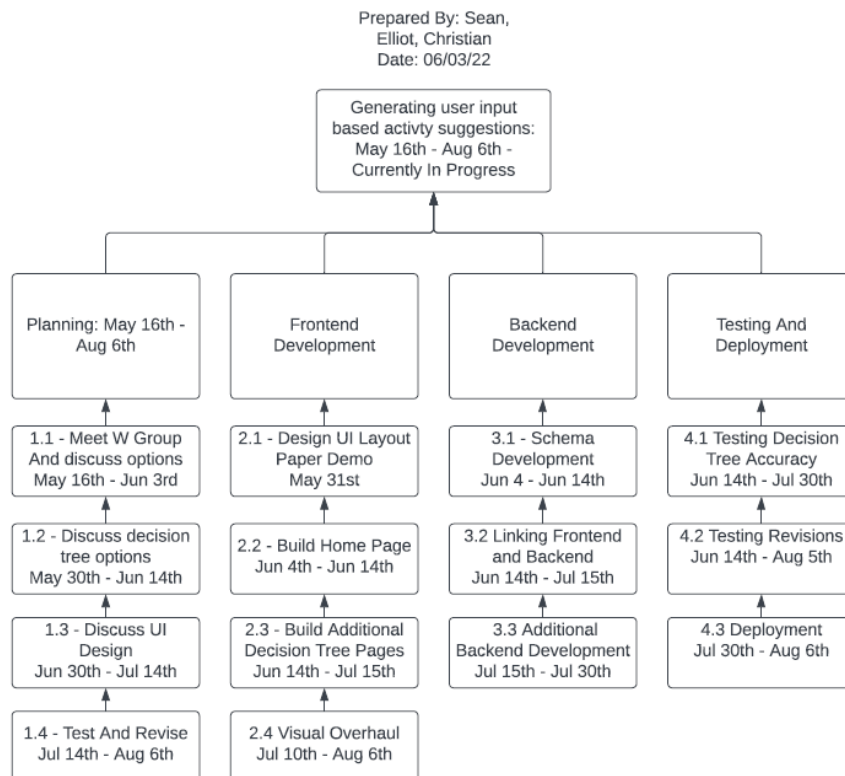 Prepared By: Sean,
Elliot, Christian
Date: 06/03/22
Generating user input
based activty suggestions:
May 16th - Aug 6th -
Currently In Progress
Planning: May 16th -
Aug 6th
Frontend
Development
Backend
Development
Testing And
Deployment
1.1 - Meet W Group
And discuss options
May 16th - Jun 3rd
2.1 - Design UI Layout
Paper Demo
May 31st
3.1 - Schema
Development
Jun 4 - Jun 14th
4.1 Testing Decision
Tree Accuracy
Jun 14th - Jul 30th
1.2 - Discuss decision
tree options
May 30th - Jun 14th
2.2 - Build Home Page
Jun 4th - Jun 14th
3.2 Linking Frontend
and Backend
Jun 14th - Jul 15th
4.2 Testing Revisions
Jun 14th - Aug 5th
1.3 - Discuss UI
Design
Jun 30th - Jul 14th
2.3 - Build Additional
Decision Tree Pages
Jun 14th - Jul 15th
3.3 Additional
Backend Development
Jul 15th - Jul 30th
4.3 Deployment
Jul 30th - Aug 6th
1.4 - Test And Revise
Jul 14th - Aug 6th
2.4 Visual Overhaul
Jul 10th - Aug 6th